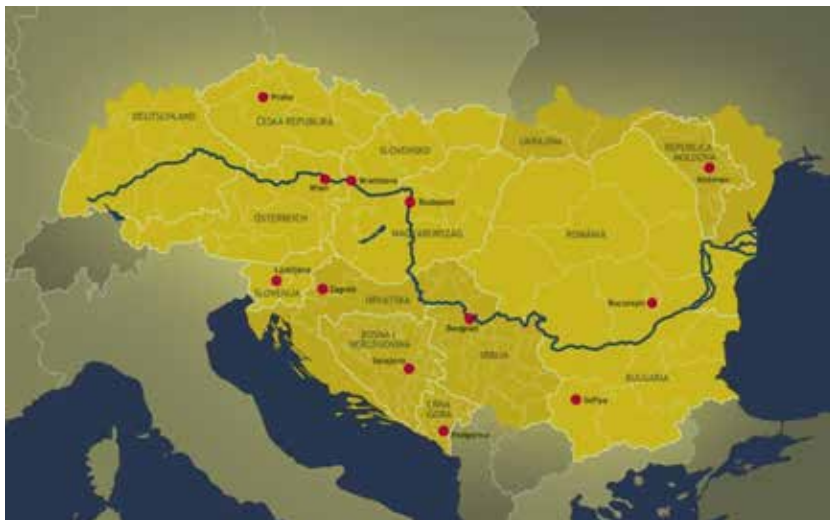 Praha
DEUTSCHLAND
ČESKÁ REPUBLIKA
SLOVENSKO
UKRAJINA
REPUBLICA
MOLDOVA
Wien
Bratislava
Budapest
ÖSTERREICH
MAGYARORSZÁG
ROMÂNIA
Ljubljana
SLOVENIJA
Zagreb
HRVATSKA
București
Beograd
BOSNA I
HERCEGOVINA
SRBIJA
Sarajevo
BULGARIA
CRNA
GORA
Sofiya
Podgorica